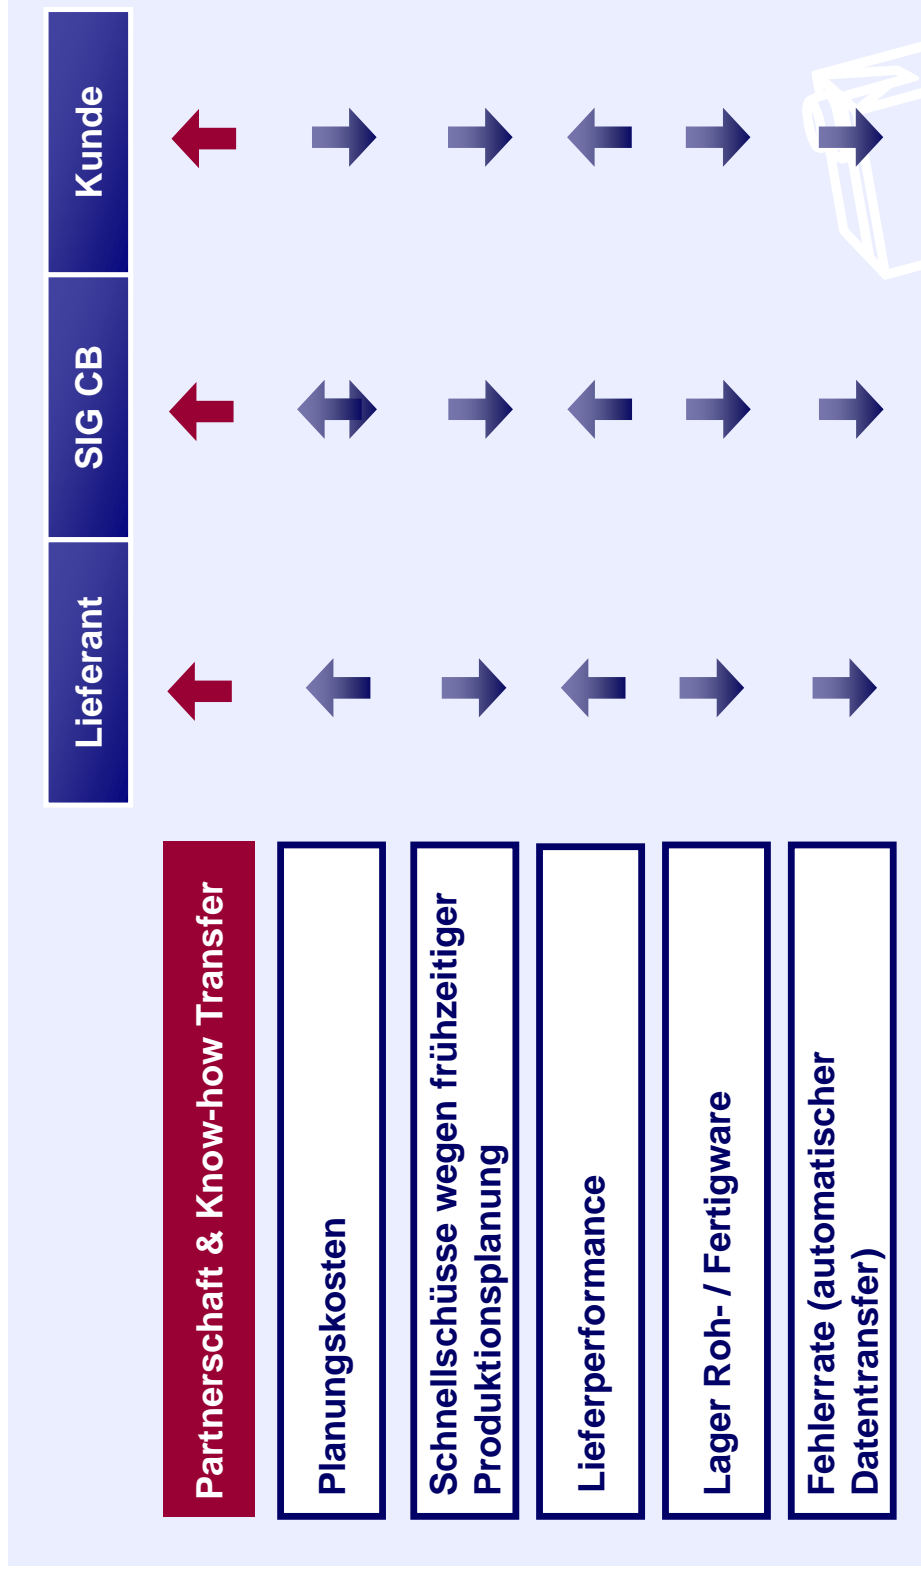 Lieferant
SIG CB
Kunde
Partnerschaft & Know-how Transfer
Planungskosten
Schnellschüsse wegen frühzeitiger
Produktionsplanung
Lieferperformance
Lager Roh- / Fertigware
Fehlerrate (automatischer
Datentransfer)